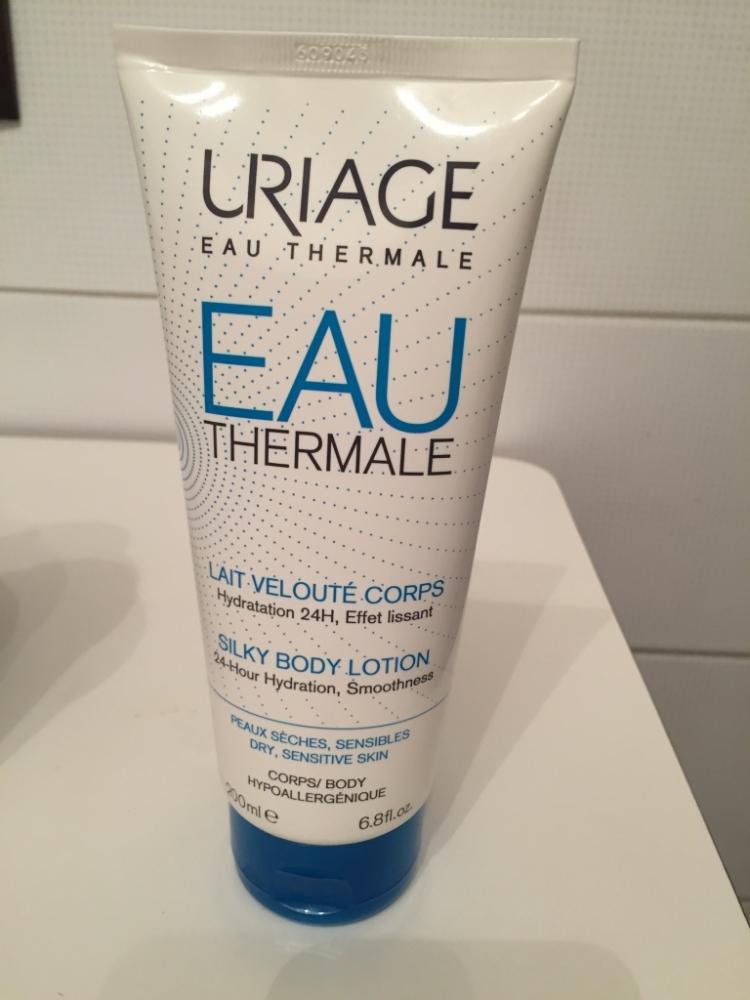 609043
URIAGE
EAU THERMALE
EAU
THERMALE
LAIT VELOUTÉ CORPS
Hydratation 24H, Effet lissant
SILKY BODY LOTION
24-Hour Hydration, Smoothness
PEAUX SÈCHES, SENSIBLES
DRY, SENSITIVE SKIN
CORPS/ BODY
HYPOALLERGÉNIQUE
200ml e 6.8fl.oz.